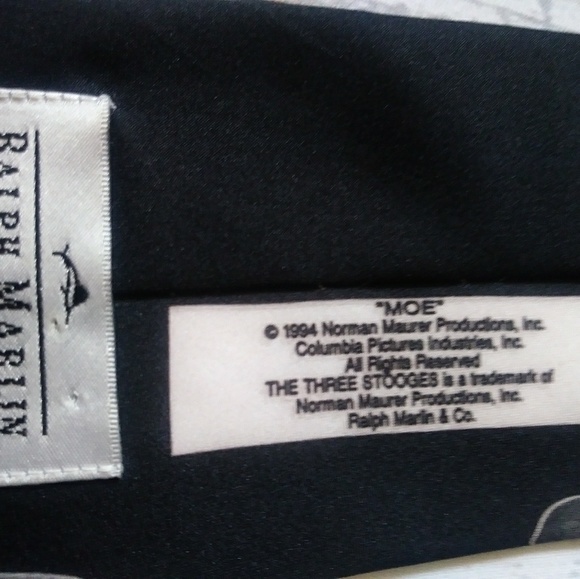 RALPH MARLIN
"MOE"
© 1994 Norman Maurer Productions, Inc.
Columbia Pictures Industries, Inc.
All Rights Reserved
THE THREE STOOGES is a trademark of
Norman Maurer Productions, Inc.
Ralph Marlin & Co.